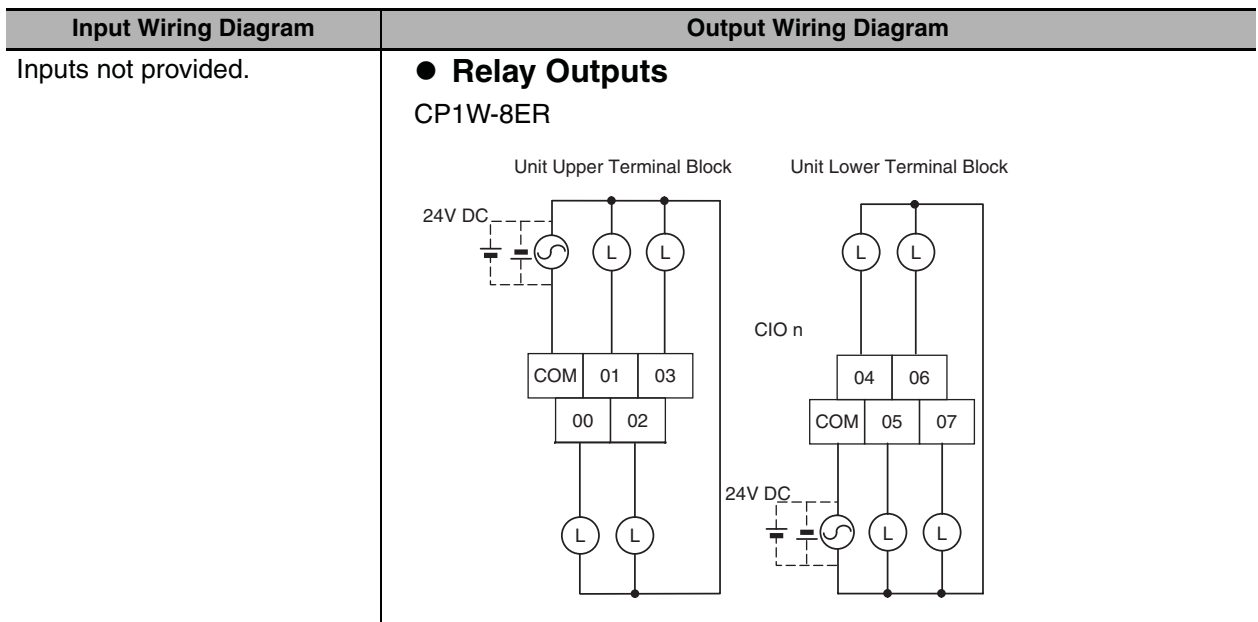 Input Wiring Diagram
Output Wiring Diagram
Inputs not provided.
● Relay Outputs
CP1W-8ER
Unit Upper Terminal Block
Unit Lower Terminal Block
24V DC
L
L
L
L
CIO n
COM
01
03
04
06
00
02
COM
05
07
24V DC
L
L
L
L